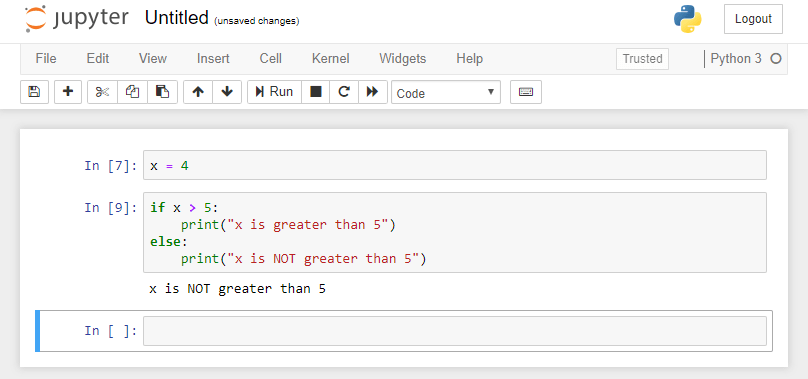 jupyter Untitled (unsaved changes) Logout
File Edit View Insert Cell Kernel Widgets Help Trusted Python 3
Run Code
In [7]: x = 4
In [9]: if x > 5:
    print("x is greater than 5")
else:
    print("x is NOT greater than 5")
x is NOT greater than 5
In [ ]: